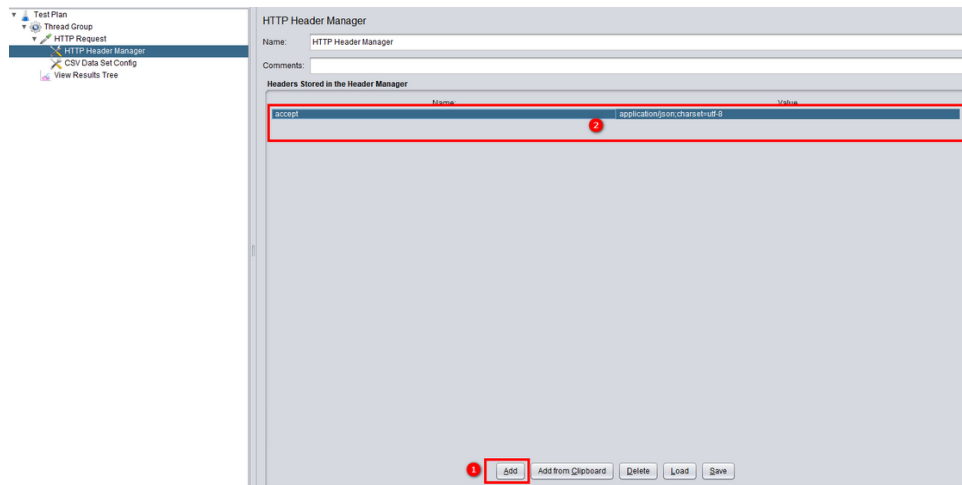 Test Plan
Thread Group
HTTP Request
HTTP Header Manager
CSV Data Set Config
View Results Tree
HTTP Header Manager
Name: HTTP Header Manager
Comments:
Headers Stored in the Header Manager
Name: Value
accept application/json;charset=utf-8
2
1 Add Add from Clipboard Delete Load Save